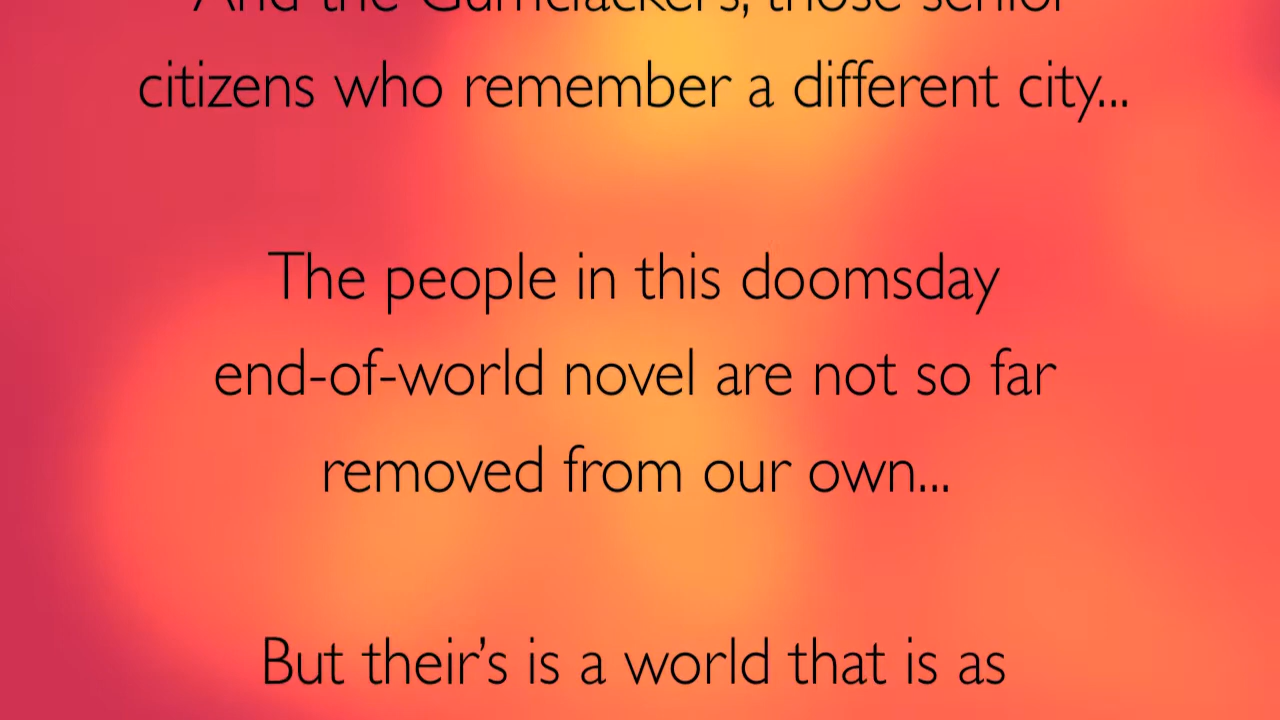 And the Gumclackers, those senior
citizens who remember a different city...
The people in this doomsday
end-of-world novel are not so far
removed from our own...
But their's is a world that is as